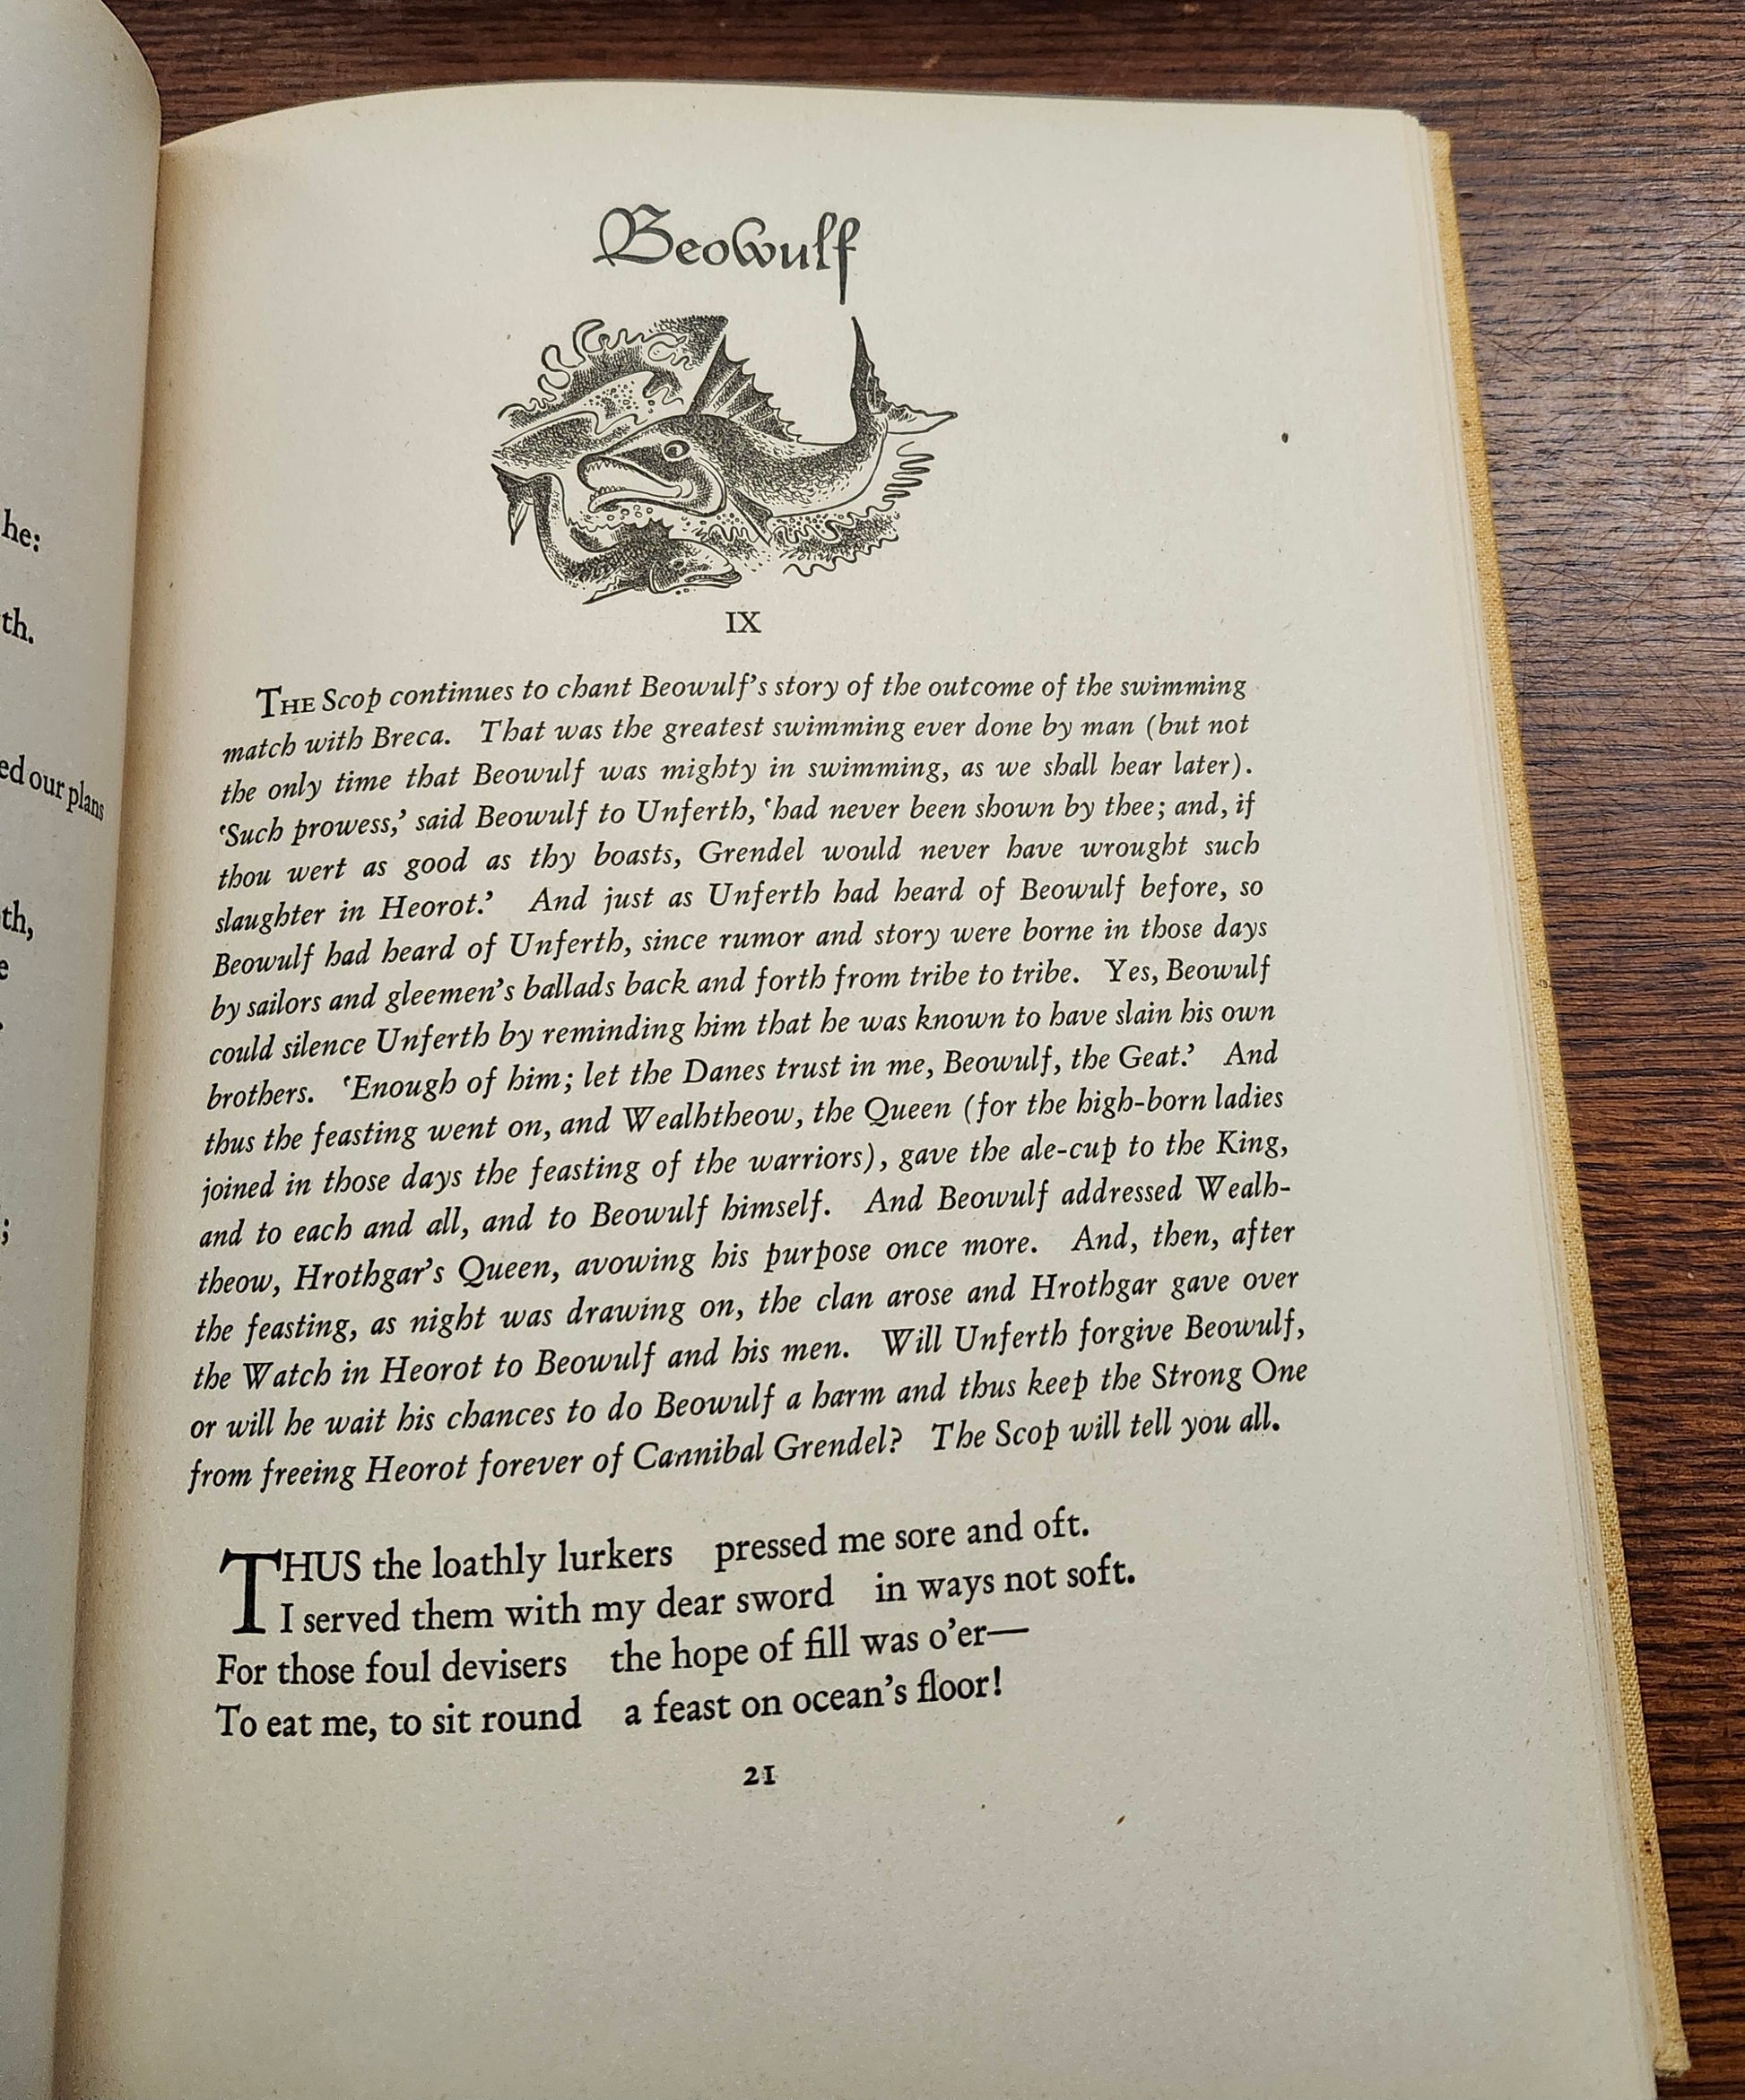 he:
th.
ed our plans
th,
e
;
Beowulf
IX
THE Scop continues to chant Beowulf's story of the outcome of the swimming
match with Breca. That was the greatest swimming ever done by man (but not
the only time that Beowulf was mighty in swimming, as we shall hear later).
'Such prowess,' said Beowulf to Unferth, 'had never been shown by thee; and, if
thou wert as good as thy boasts, Grendel would never have wrought such
slaughter in Heorot.' And just as Unferth had heard of Beowulf before, so
Beowulf had heard of Unferth, since rumor and story were borne in those days
by sailors and gleemen's ballads back and forth from tribe to tribe. Yes, Beowulf
could silence Unferth by reminding him that he was known to have slain his own
brothers. 'Enough of him; let the Danes trust in me, Beowulf, the Geat.' And
thus the feasting went on, and Wealhtheow, the Queen (for the high-born ladies
joined in those days the feasting of the warriors), gave the ale-cup to the King,
and to each and all, and to Beowulf himself. And Beowulf addressed Wealh-
theow, Hrothgar's Queen, avowing his purpose once more. And, then, after
the feasting, as night was drawing on, the clan arose and Hrothgar gave over
the Watch in Heorot to Beowulf and his men. Will Unferth forgive Beowulf,
or will he wait his chances to do Beowulf a harm and thus keep the Strong One
from freeing Heorot forever of Cannibal Grendel? The Scop will tell you all.
THUS the loathly lurkers pressed me sore and oft.
I served them with my dear sword in ways not soft.
For those foul devisers the hope of fill was o'er—
To eat me, to sit round a feast on ocean's floor!
21